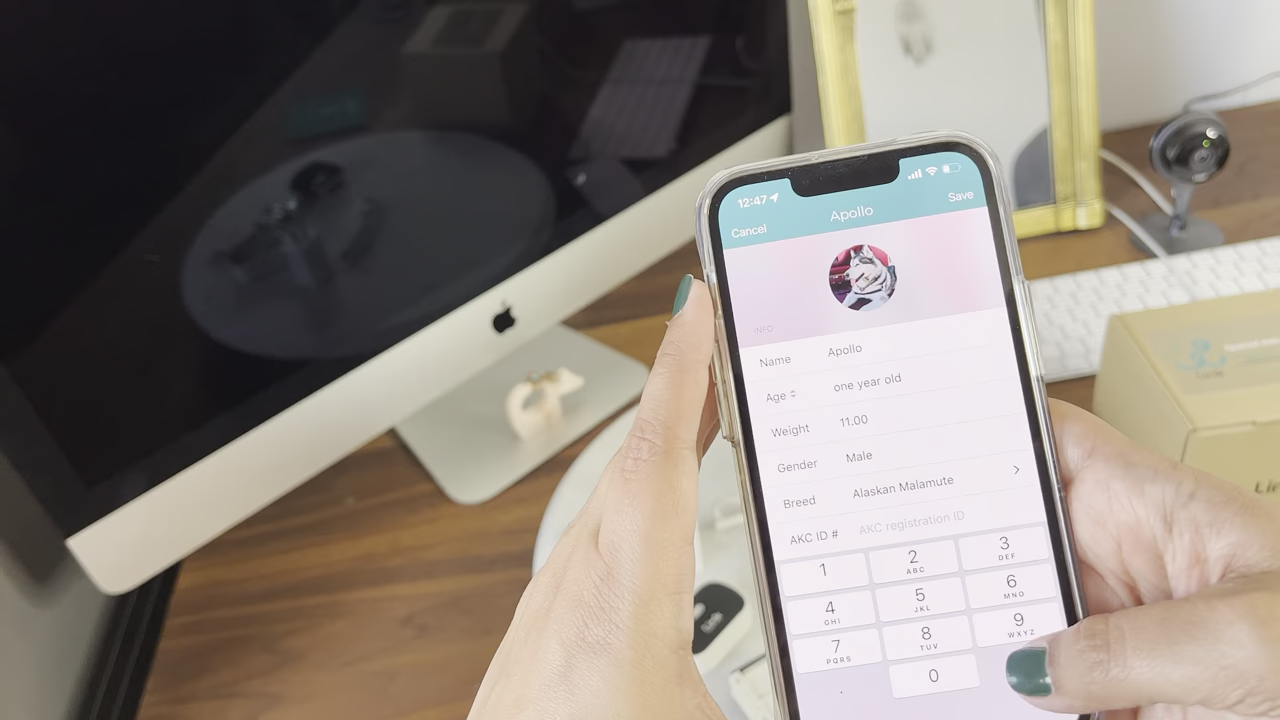 12:47
Cancel
Apollo
Save
INFO
Name Apollo
Age one year old
Weight 11.00
Gender Male
Breed Alaskan Malamute
AKC ID # AKC registration ID
1
2 ABC
3 DEF
4 GHI
5 JKL
6 MNO
7 PQRS
8 TUV
9 WXYZ
.
0
Link